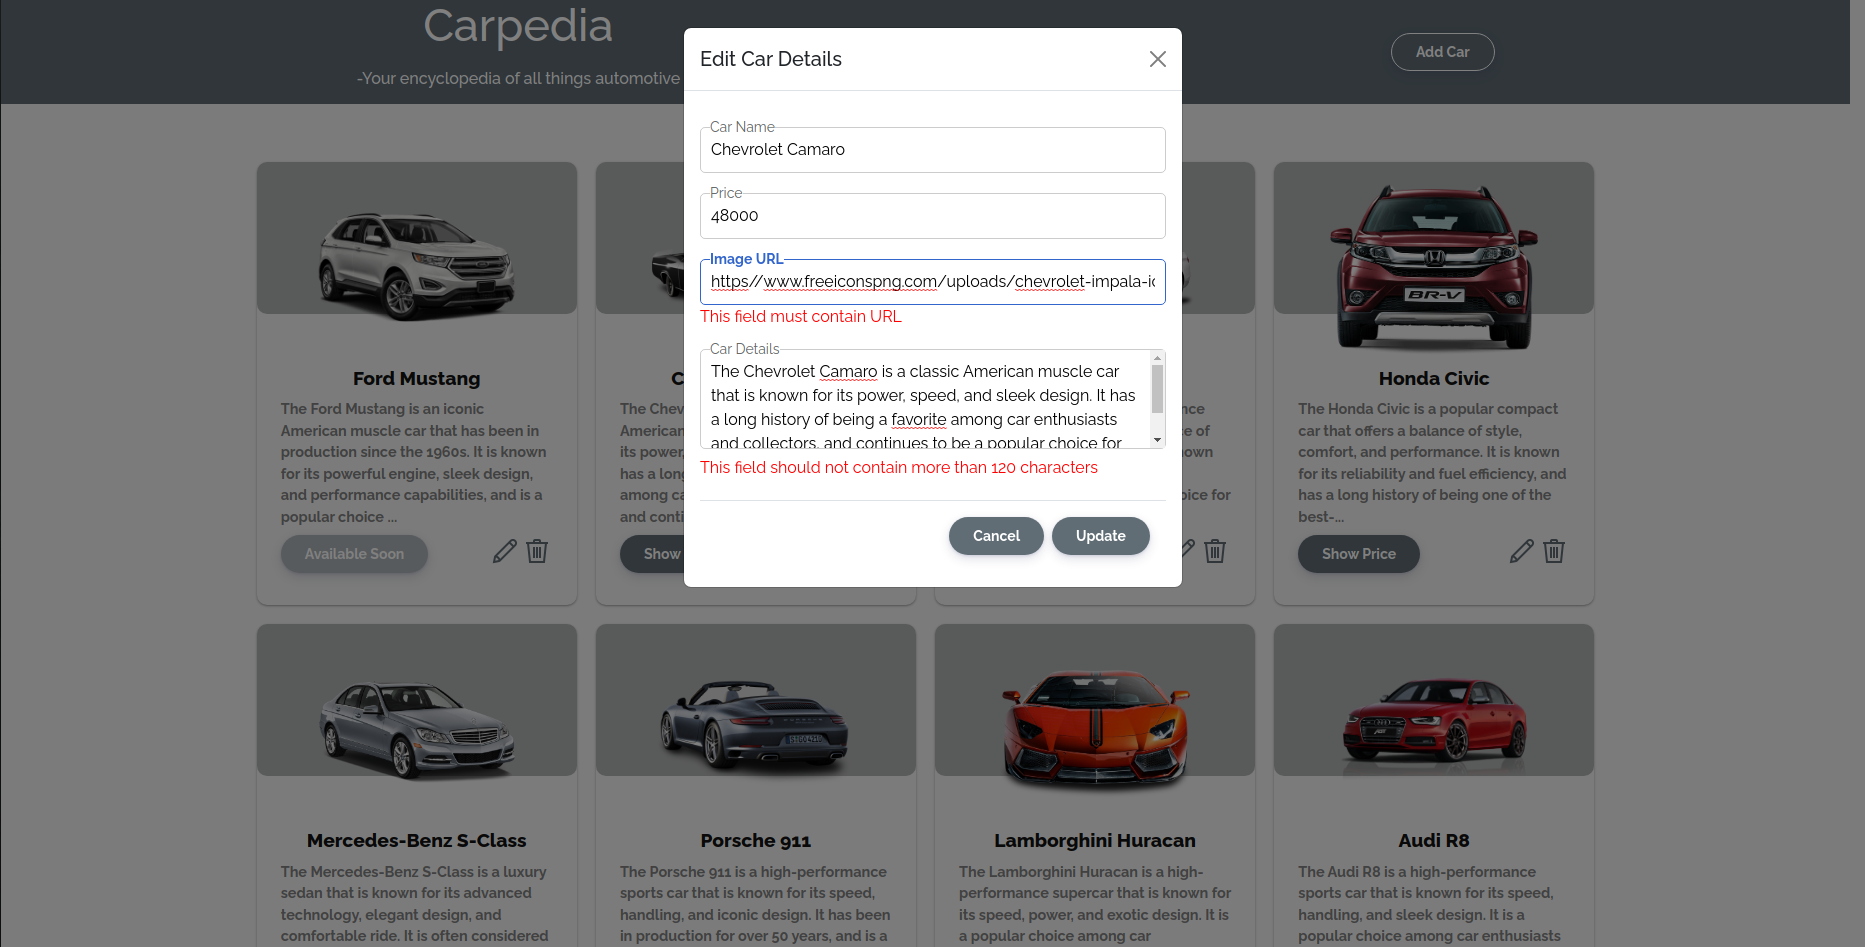 Carpedia
-Your encyclopedia of all things automotive
Add Car
Edit Car Details
Car Name
Chevrolet Camaro
Price
48000
Image URL
https//www.freeiconspng.com/uploads/chevrolet-impala-ic
This field must contain URL
Car Details
The Chevrolet Camaro is a classic American muscle car
that is known for its power, speed, and sleek design. It has
a long history of being a favorite among car enthusiasts
and collectors, and continues to be a popular choice for
This field should not contain more than 120 characters
Cancel
Update
Ford Mustang
The Ford Mustang is an iconic
American muscle car that has been in
production since the 1960s. It is known
for its powerful engine, sleek design,
and performance capabilities, and is a
popular choice ...
Available Soon
The Chev
American
its power,
has a long
among ca
and conti
Show
nce
e of
own
oice for
BR-V
Honda Civic
The Honda Civic is a popular compact
car that offers a balance of style,
comfort, and performance. It is known
for its reliability and fuel efficiency, and
has a long history of being one of the
best-...
Show Price
Mercedes-Benz S-Class
The Mercedes-Benz S-Class is a luxury
sedan that is known for its advanced
technology, elegant design, and
comfortable ride. It is often considered
Porsche 911
The Porsche 911 is a high-performance
sports car that is known for its speed,
handling, and iconic design. It has been
in production for over 50 years, and is a
Lamborghini Huracan
The Lamborghini Huracan is a high-
performance supercar that is known for
its speed, power, and exotic design. It is
a popular choice among car
Audi R8
The Audi R8 is a high-performance
sports car that is known for its speed,
handling, and sleek design. It is a
popular choice among car enthusiasts